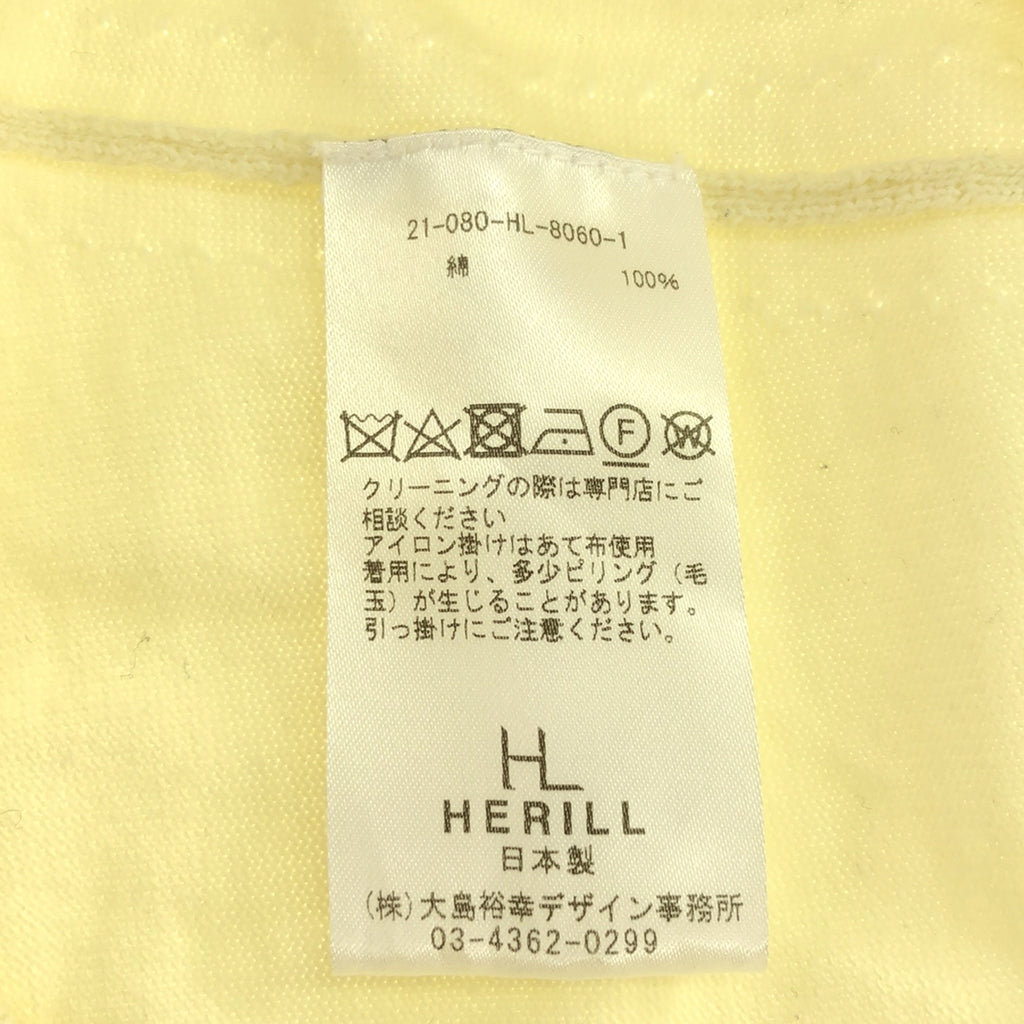 21-080-HL-8060-1
綿 100%
F W
クリーニングの際は専門店にご
相談ください
アイロン掛けはあて布使用
着用により、多少ピリング（毛
玉）が生じることがあります。
引っ掛けにご注意ください。
HL
HERILL
日本製
(株)大島裕幸デザイン事務所
03-4362-0299